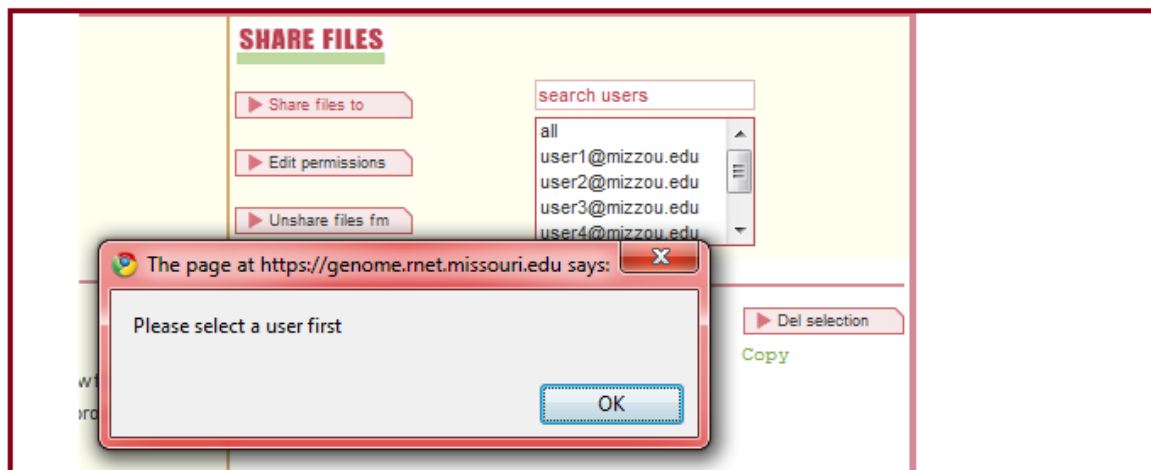 SHARE FILES
Share files to
search users
all
user1@mizzou.edu
Edit permissions
user2@mizzou.edu
user3@mizzou.edu
Unshare files fm
user4@mizzou.edu
The page at https://genome.rnet.missouri.edu says:
Please select a user first
OK
Del selection
Copy